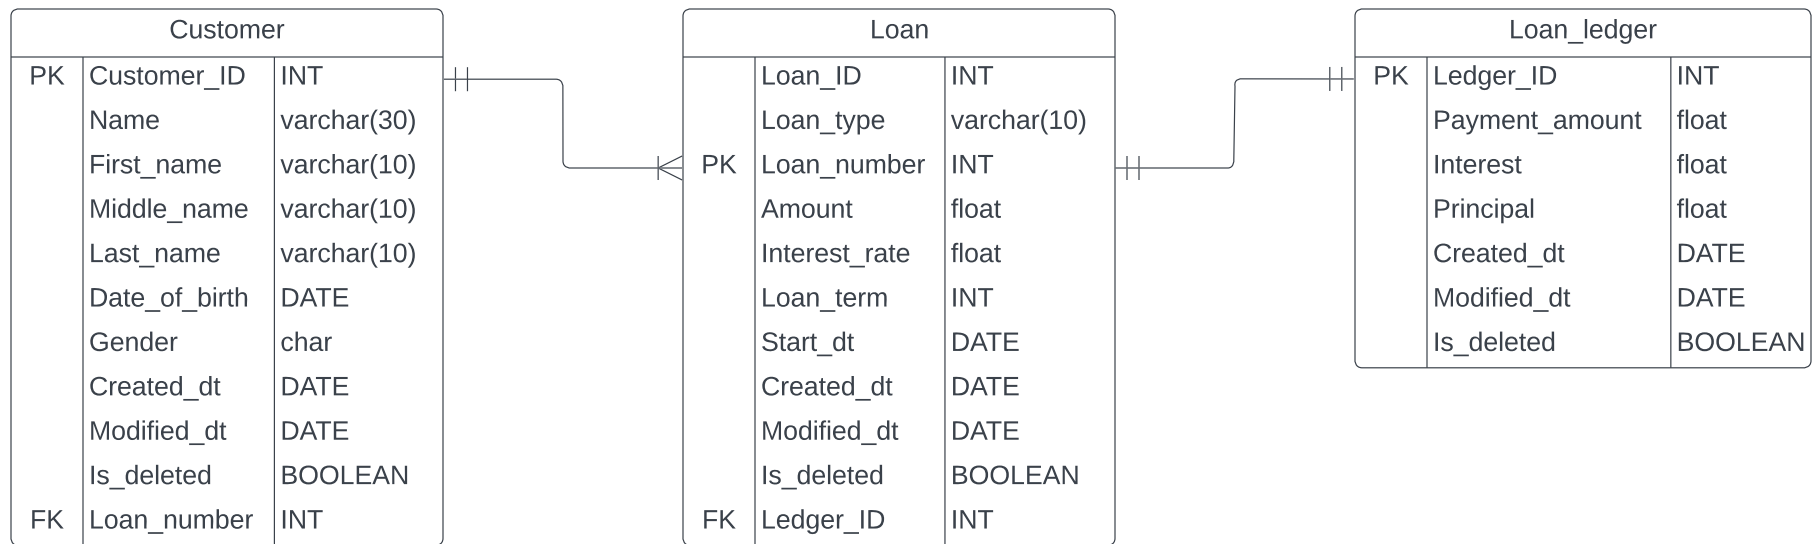 Customer
PK Customer_ID INT
Name varchar(30)
First_name varchar(10)
Middle_name varchar(10)
Last_name varchar(10)
Date_of_birth DATE
Gender char
Created_dt DATE
Modified_dt DATE
Is_deleted BOOLEAN
FK Loan_number INT
Loan
Loan_ID INT
Loan_type varchar(10)
PK Loan_number INT
Amount float
Interest_rate float
Loan_term INT
Start_dt DATE
Created_dt DATE
Modified_dt DATE
Is_deleted BOOLEAN
FK Ledger_ID INT
Loan_ledger
PK Ledger_ID INT
Payment_amount float
Interest float
Principal float
Created_dt DATE
Modified_dt DATE
Is_deleted BOOLEAN